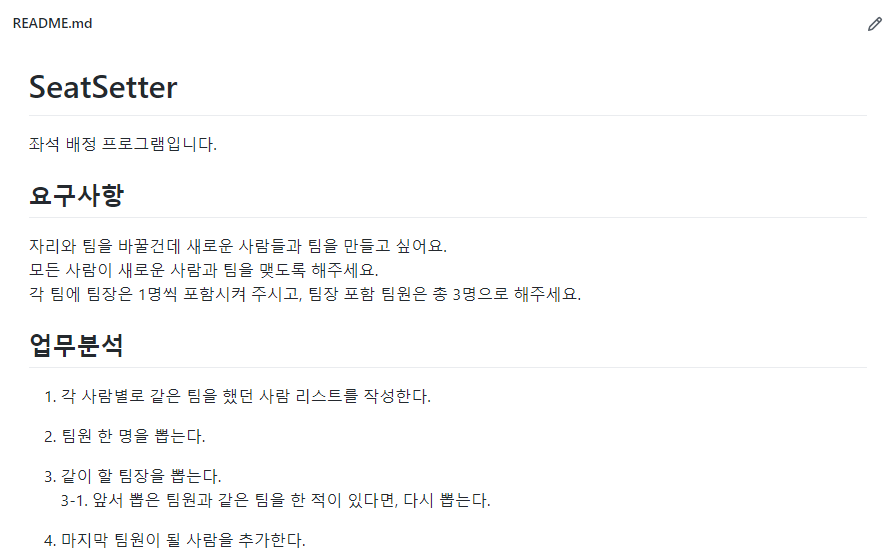 README.md
SeatSetter
좌석 배정 프로그램입니다.
요구사항
자리와 팀을 바꿀건데 새로운 사람들과 팀을 만들고 싶어요.
모든 사람이 새로운 사람과 팀을 맺도록 해주세요.
각 팀에 팀장은 1명씩 포함시켜 주시고, 팀장 포함 팀원은 총 3명으로 해주세요.
업무분석
1. 각 사람별로 같은 팀을 했던 사람 리스트를 작성한다.
2. 팀원 한 명을 뽑는다.
3. 같이 할 팀장을 뽑는다.
3-1. 앞서 뽑은 팀원과 같은 팀을 한 적이 있다면, 다시 뽑는다.
4. 마지막 팀원이 될 사람을 추가한다.